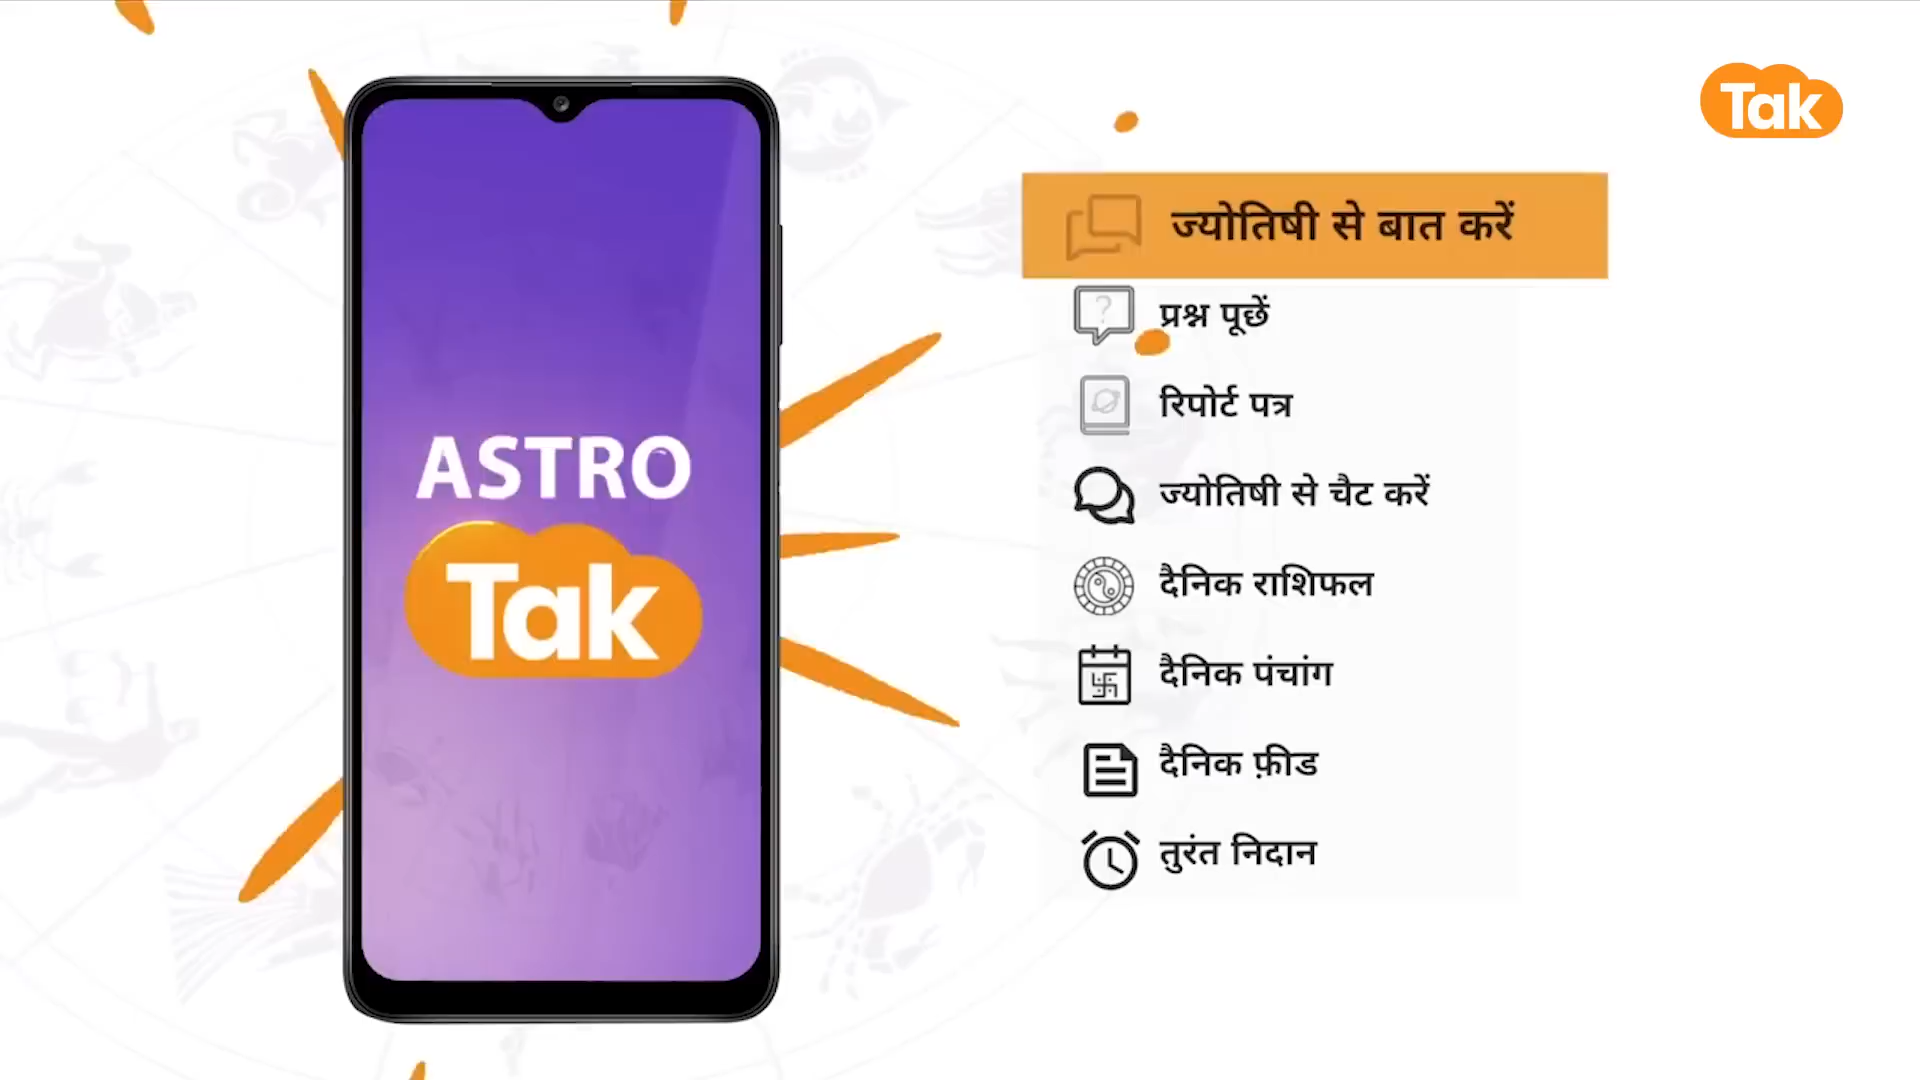 Tak
ASTRO
Tak
ज्योतिषी से बात करें
प्रश्न पूछें
रिपोर्ट पत्र
ज्योतिषी से चैट करें
दैनिक राशिफल
दैनिक पंचांग
दैनिक फ़ीड
तुरंत निदान